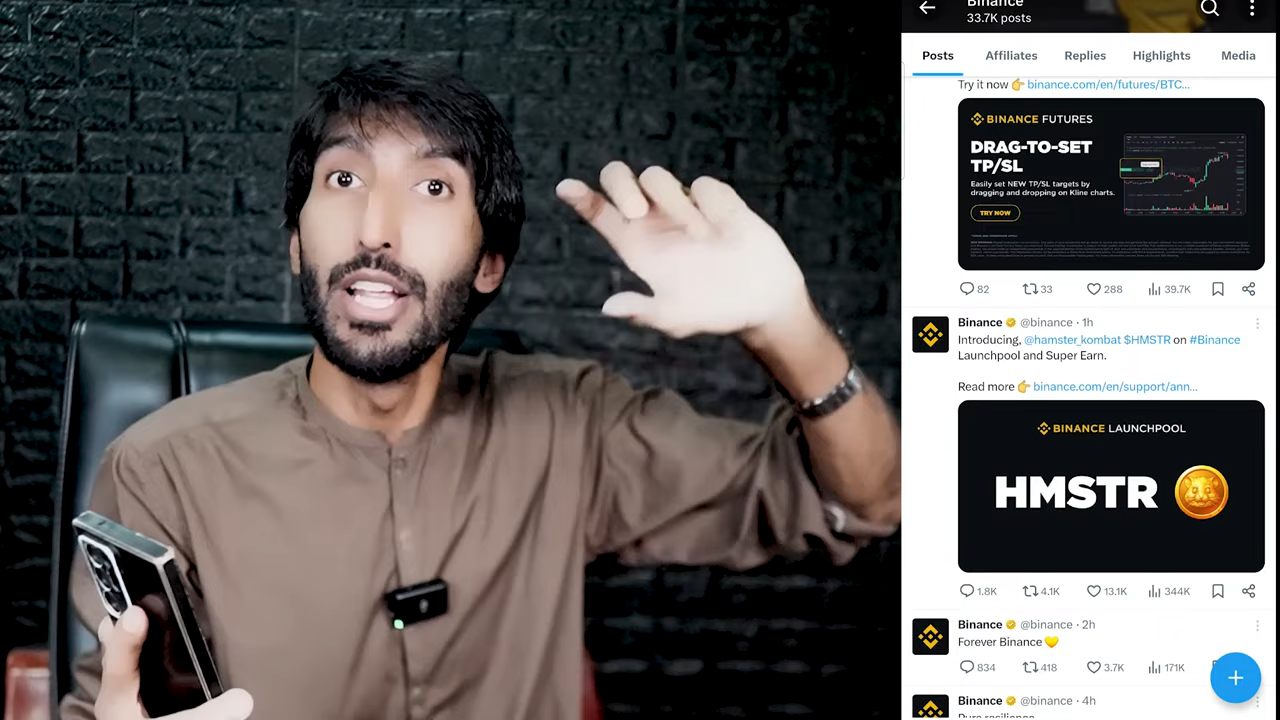 Binance
33.7K posts
Posts Affiliates Replies Highlights Media
Try it now 👉 binance.com/en/futures/BTC...
BINANCE FUTURES
DRAG-TO-SET
TP/SL
Easily set NEW TP/SL targets by
dragging and dropping on Kline charts.
TRY NOW
82 33 288 39.7K
Binance @binance · 1h
Introducing, @hamster_kombat $HMSTR on #Binance
Launchpool and Super Earn.
Read more 👉 binance.com/en/support/ann...
BINANCE LAUNCHPOOL
HMSTR
1.8K 4.1K 13.1K 344K
Binance @binance · 2h
Forever Binance 💛
834 418 3.7K 171K
Binance @binance · 4h
Pure resilience